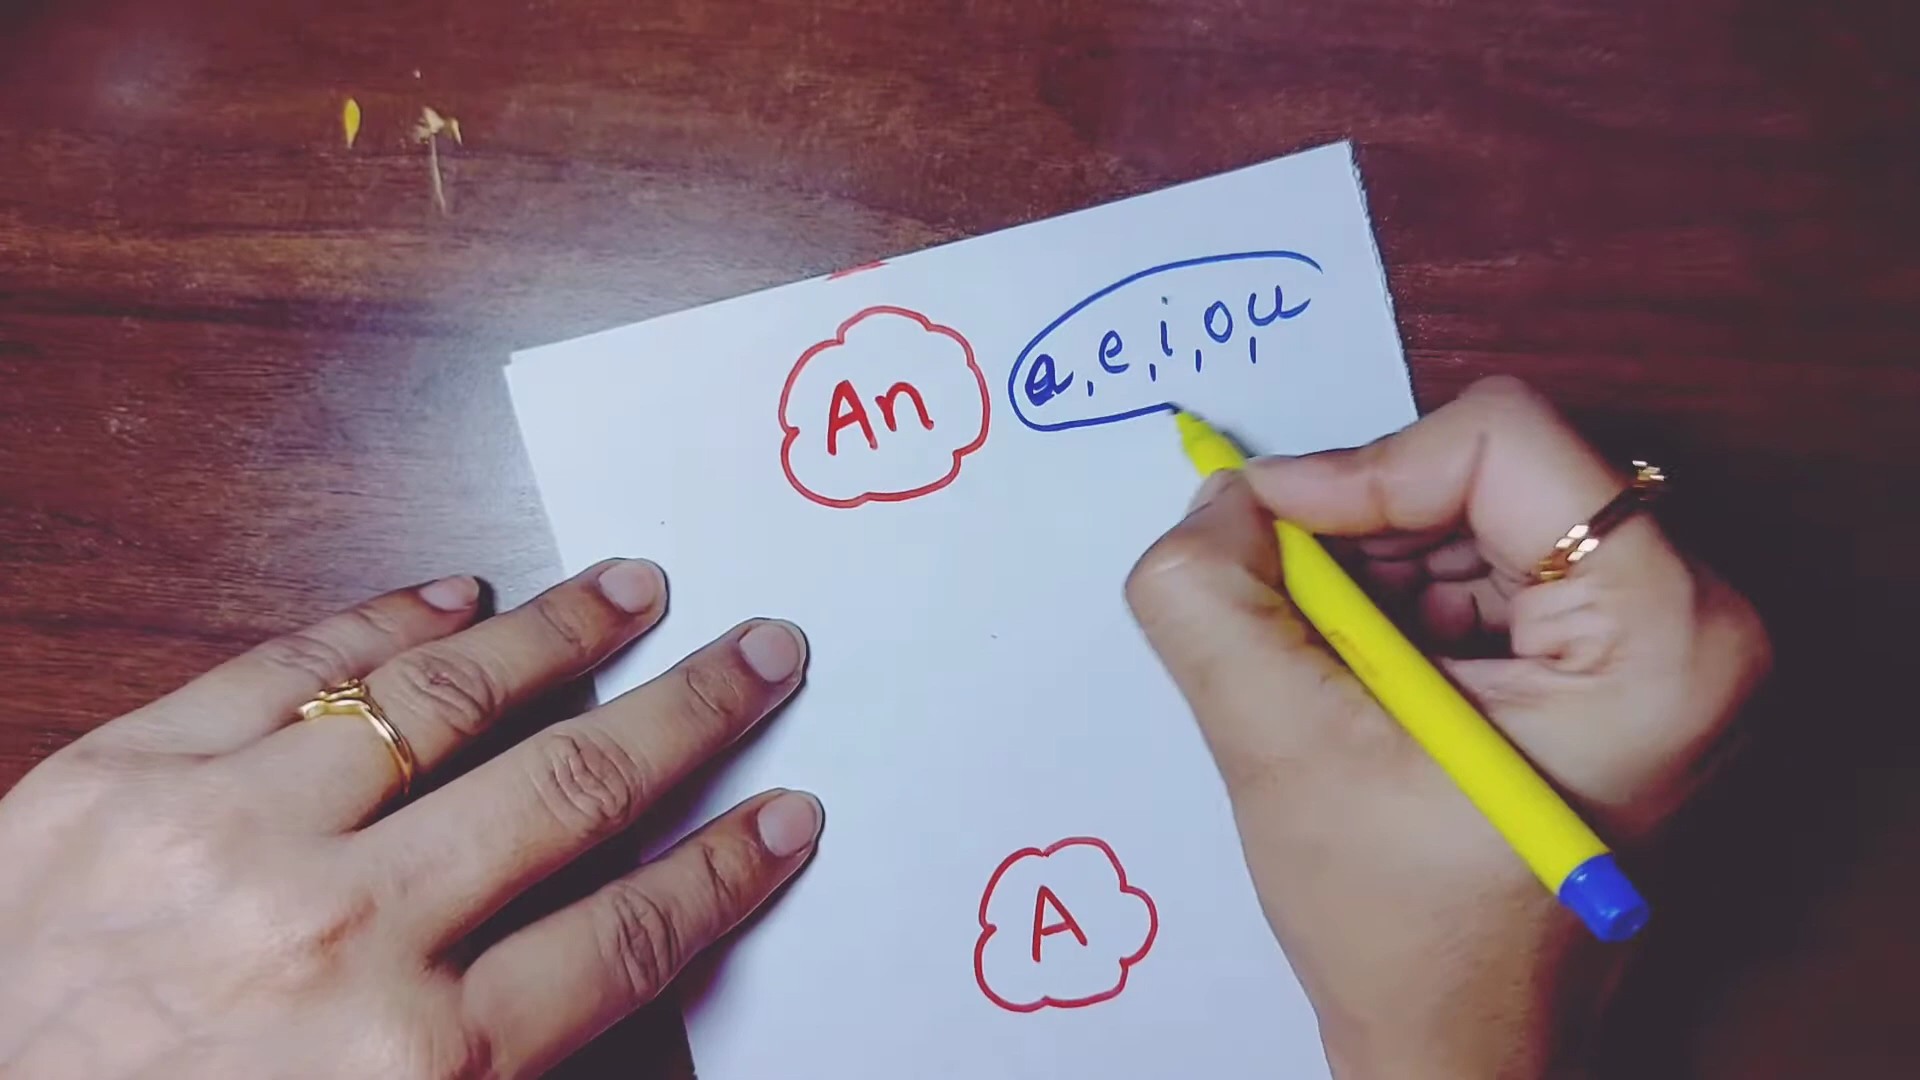 An a, e, i, o, u
A